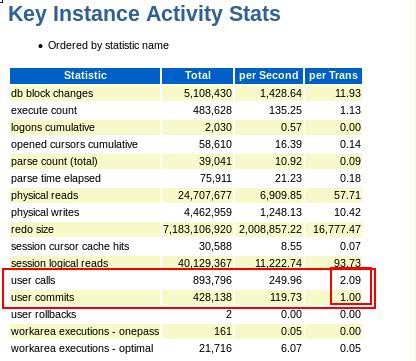 Key Instance Activity Stats
• Ordered by statistic name
Statistic Total per Second per Trans
db block changes 5,108,430 1,428.64 11.93
execute count 483,628 135.25 1.13
logons cumulative 2,030 0.57 0.00
opened cursors cumulative 58,610 16.39 0.14
parse count (total) 39,041 10.92 0.09
parse time elapsed 75,911 21.23 0.18
physical reads 24,707,677 6,909.85 57.71
physical writes 4,462,959 1,248.13 10.42
redo size 7,183,106,920 2,008,857.22 16,777.47
session cursor cache hits 30,588 8.55 0.07
session logical reads 40,129,367 11,222.74 93.73
user calls 893,796 249.96 2.09
user commits 428,138 119.73 1.00
user rollbacks 2 0.00 0.00
workarea executions - onepass 161 0.05 0.00
workarea executions - optimal 21,716 6.07 0.05